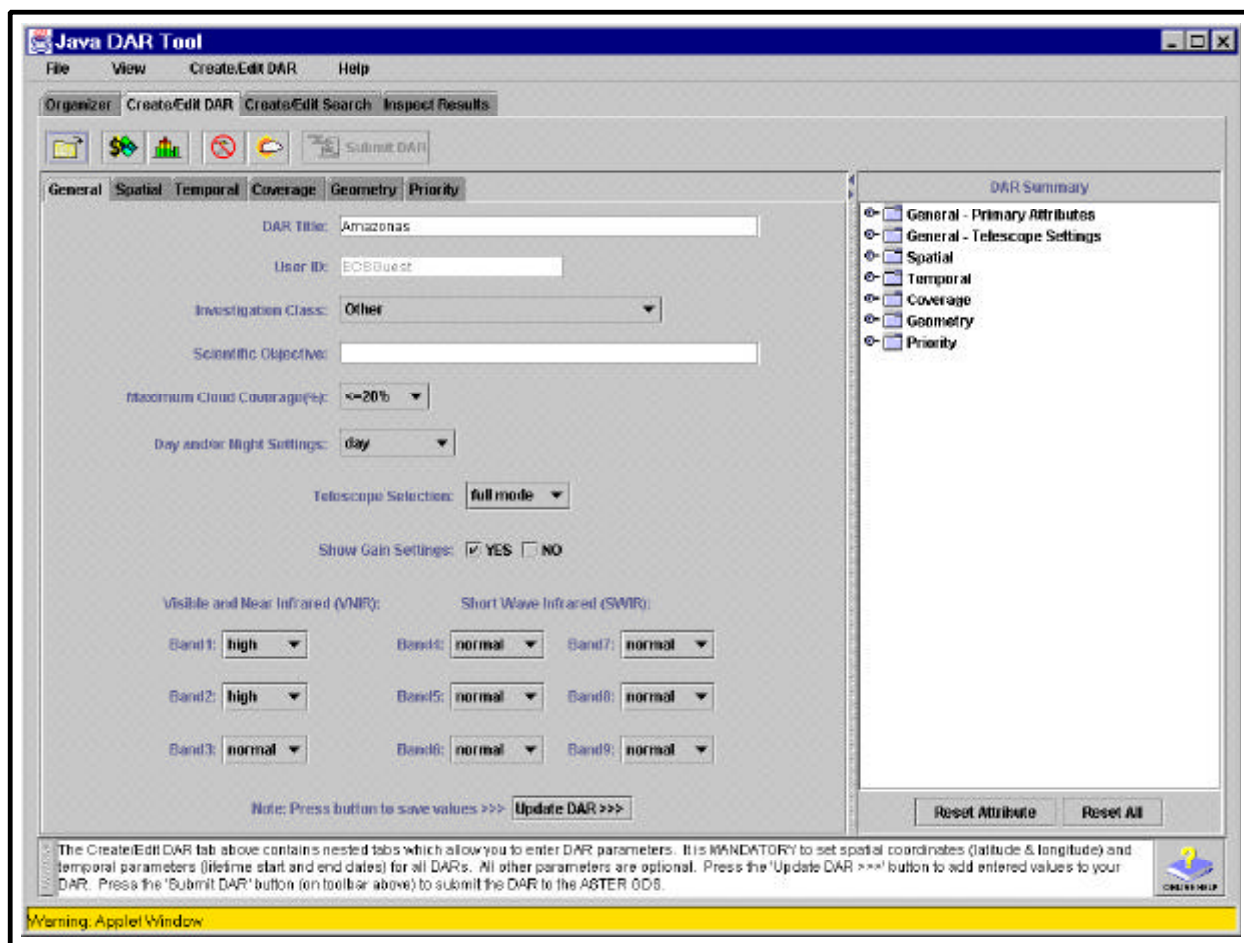 Java DAR Tool
File View Create/Edit DAR Help
Organizer Create/Edit DAR Create/Edit Search Inspect Results
Submit DAR
General Spatial Temporal Coverage Geometry Priority
DAR Title: Amazonas
User ID: ECBGuest
Investigation Class: Other
Scientific Objective:
Maximum Cloud Coverage(%): <=20%
Day and/or Night Settings: day
Telescope Selection: full mode
Show Gain Settings: YES NO
Visible and Near Infrared (VNIR): Short Wave Infrared (SWIR):
Band1: high Band4: normal Band7: normal
Band2: high Band5: normal Band8: normal
Band3: normal Band6: normal Band9: normal
Note: Press button to save values >>> Update DAR >>>
DAR Summary
General - Primary Attributes
General - Telescope Settings
Spatial
Temporal
Coverage
Geometry
Priority
Reset Attribute Reset All
The Create/Edit DAR tab above contains nested tabs which allow you to enter DAR parameters. It is MANDATORY to set spatial coordinates (latitude & longitude) and
temporal parameters (lifetime start and end dates) for all DARs. All other parameters are optional. Press the 'Update DAR >>>' button to add entered values to your
DAR. Press the 'Submit DAR' button (on toolbar above) to submit the DAR to the ASTER GDS.
ONLINE HELP
Warning: Applet Window